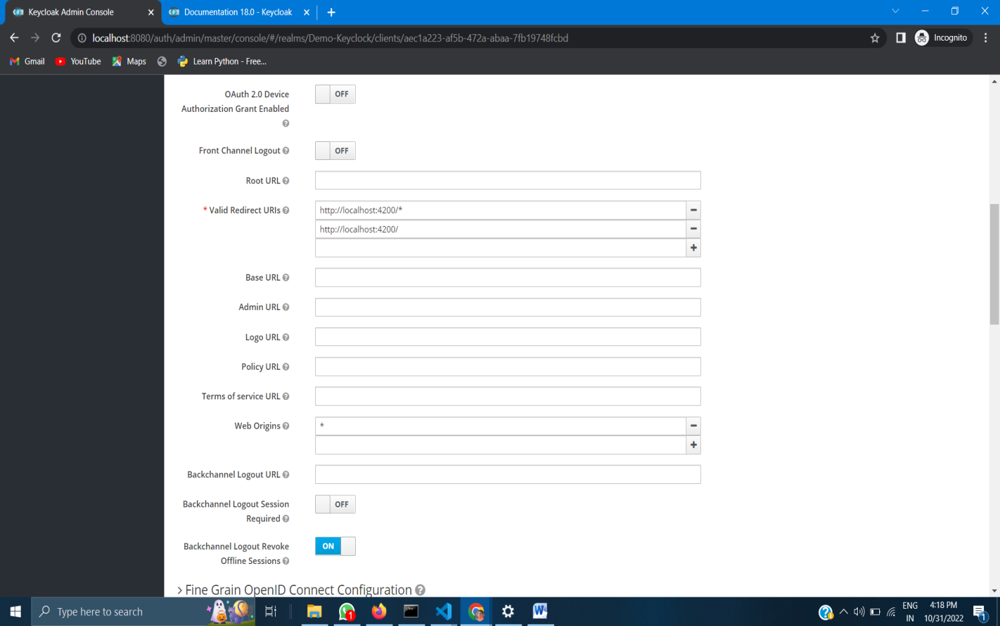 Keycloak Admin Console
Documentation 18.0 - Keycloak
localhost:8080/auth/admin/master/console/#/realms/Demo-Keyclock/clients/aec1a223-af5b-472a-abaa-7fb19748fcbd
Incognito
Gmail
YouTube
Maps
Learn Python - Free...
OAuth 2.0 Device
Authorization Grant Enabled
OFF
Front Channel Logout
OFF
Root URL
* Valid Redirect URIs
http://localhost:4200/*
http://localhost:4200/
Base URL
Admin URL
Logo URL
Policy URL
Terms of service URL
Web Origins
*
Backchannel Logout URL
Backchannel Logout Session
Required
OFF
Backchannel Logout Revoke
Offline Sessions
ON
Fine Grain OpenID Connect Configuration
Type here to search
1
ENG
IN
4:18 PM
10/31/2022
1